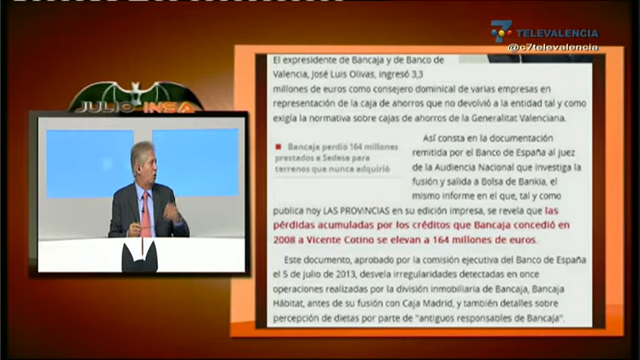 TELEVALENCIA
@c7televalencia
JULIO INSA
El expresidente de Bancaja y de Banco de
Valencia, José Luis Olivas, ingresó 3,3
millones de euros como consejero dominical de varias empresas en
representación de la caja de ahorros que no devolvió a la entidad tal y como
exigía la normativa sobre cajas de ahorros de la Generalitat Valenciana.
Bancaja perdió 164 millones
prestados a Sedesa para
terrenos que nunca adquirió
Así consta en la documentación
remitida por el Banco de España al juez
de la Audiencia Nacional que investiga la
fusión y salida a Bolsa de Bankia, el
mismo informe en el que, tal y como
publica hoy LAS PROVINCIAS en su edición impresa, se revela que las
pérdidas acumuladas por los créditos que Bancaja concedió en
2008 a Vicente Cotino se elevan a 164 millones de euros.
Este documento, aprobado por la comisión ejecutiva del Banco de España
el 5 de julio de 2013, desvela irregularidades detectadas en once
operaciones realizadas por la división inmobiliaria de Bancaja, Bancaja
Hábitat, antes de su fusión con Caja Madrid, y también detalles sobre
percepción de dietas por parte de "antiguos responsables de Bancaja".